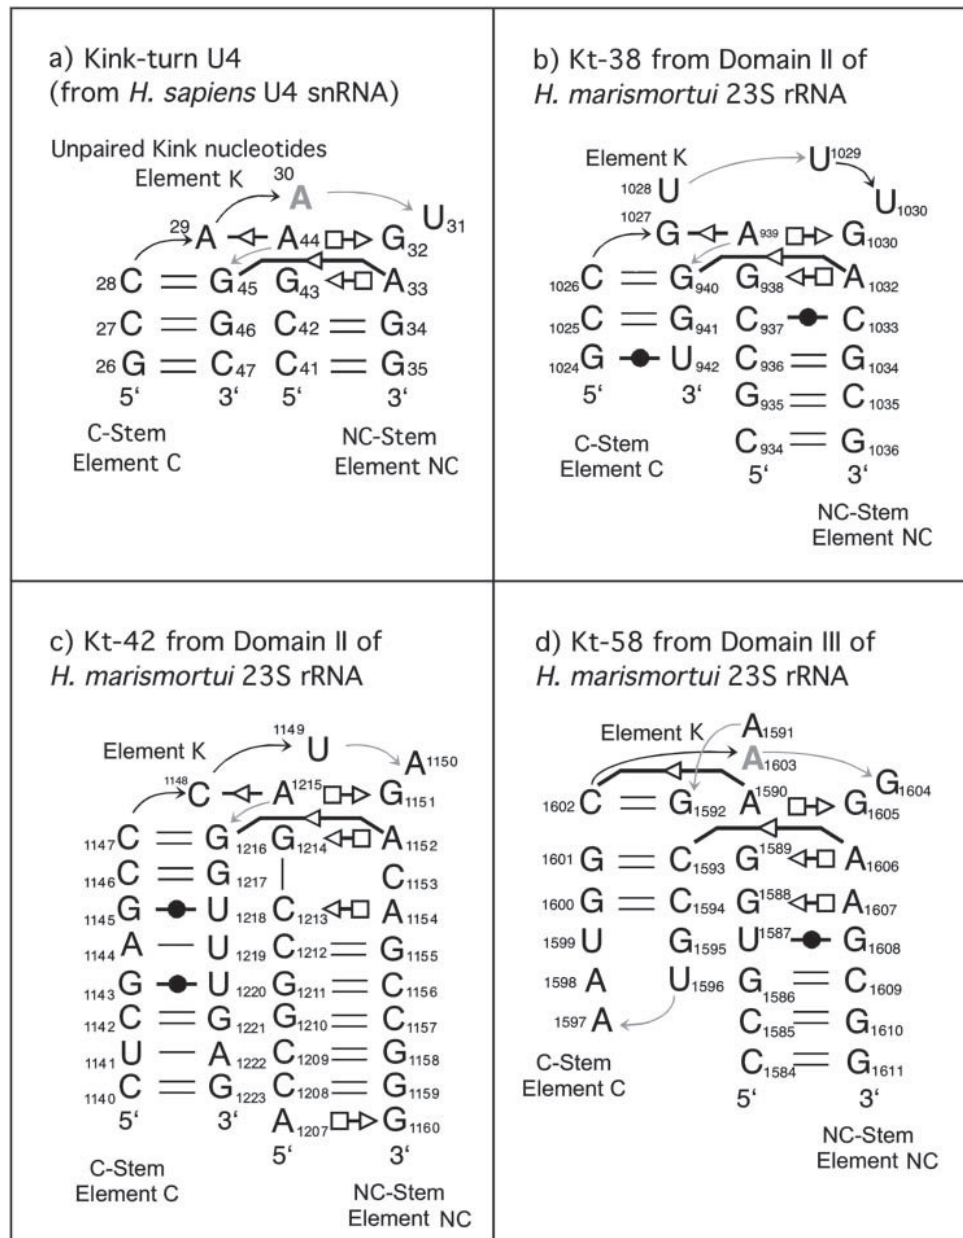 a) Kink-turn U4
(from H. sapiens U4 snRNA)
Unpaired Kink nucleotides
Element K
30
A
U31
29 A A44 G32
28 C G45 G43 A33
27 C G46 C42 G34
26 G C47 C41 G35
5' 3' 5' 3'
C-Stem
Element C
NC-Stem
Element NC
b) Kt-38 from Domain II of
H. marismortui 23S rRNA
Element K
U 1029
1028 U
U1030
1027 G A 939 G1030
1026 C G940 G938 A1032
1025 C G941 C937 C1033
1024 G U942 C936 G1034
5' 3' G935 C1035
C934 G1036
5' 3'
C-Stem
Element C
NC-Stem
Element NC
c) Kt-42 from Domain II of
H. marismortui 23S rRNA
Element K
1149 U
A1150
1148 C A1215 G1151
1147 C G1216 G1214 A1152
1146 C G1217 C1153
1145 G U1218 C1213 A1154
1144 A U1219 C1212 G1155
1143 G U1220 G1211 C1156
1142 C G1221 G1210 C1157
1141 U A1222 C1209 G1158
1140 C G1223 C1208 G1159
5' 3' A1207 G1160
5' 3'
C-Stem
Element C
NC-Stem
Element NC
d) Kt-58 from Domain III of
H. marismortui 23S rRNA
Element K
A1591
A1603
G1604
1602 C G1592 A1590 G1605
1601 G C1593 G1589 A1606
1600 G C1594 G1588 A1607
1599 U G1595 U1587 G1608
1598 A U1596 G1586 C1609
1597 A C1585 G1610
C1584 G1611
5' 3'
C-Stem
Element C
NC-Stem
Element NC